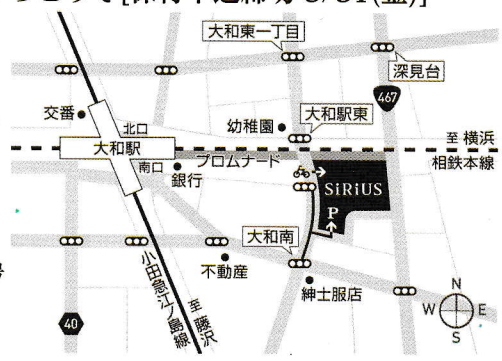 大和東一丁目
深見台
467
交番
北口
幼稚園
大和駅東
至 横浜
大和駅
プロムナード
相鉄本線
南口
銀行
SiRiUS
P
大和南
不動産
紳士服店
小田急江ノ島線
至 藤沢
40
N
W E
S